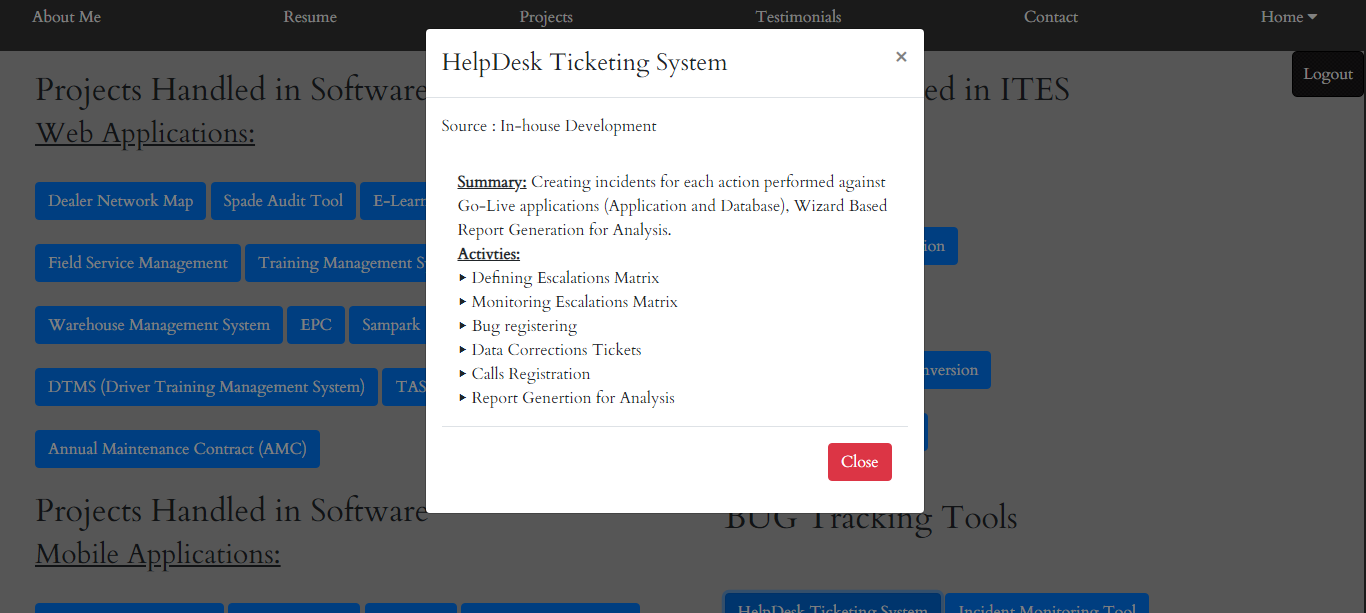 About Me
Resume
Projects
Testimonials
Contact
Home
Logout
HelpDesk Ticketing System
×
Source : In-house Development
Summary: Creating incidents for each action performed against
Go-Live applications (Application and Database), Wizard Based
Report Generation for Analysis.
Activties:
Defining Escalations Matrix
Monitoring Escalations Matrix
Bug registering
Data Corrections Tickets
Calls Registration
Report Genertion for Analysis
Close
Projects Handled in Software
Web Applications:
Dealer Network Map
Spade Audit Tool
E-Learn
Field Service Management
Training Management S
Warehouse Management System
EPC
Sampark
DTMS (Driver Training Management System)
TAS
Annual Maintenance Contract (AMC)
Projects Handled in Software
Mobile Applications:
ed in ITES
ion
nversion
BUG Tracking Tools
HelpDesk Ticketing System
Incident Monitoring Tool